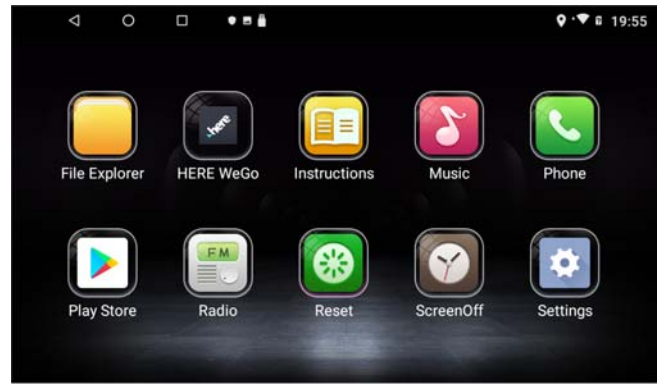 19:55
.here
File Explorer
HERE WeGo
Instructions
Music
Phone
FM
Play Store
Radio
Reset
ScreenOff
Settings